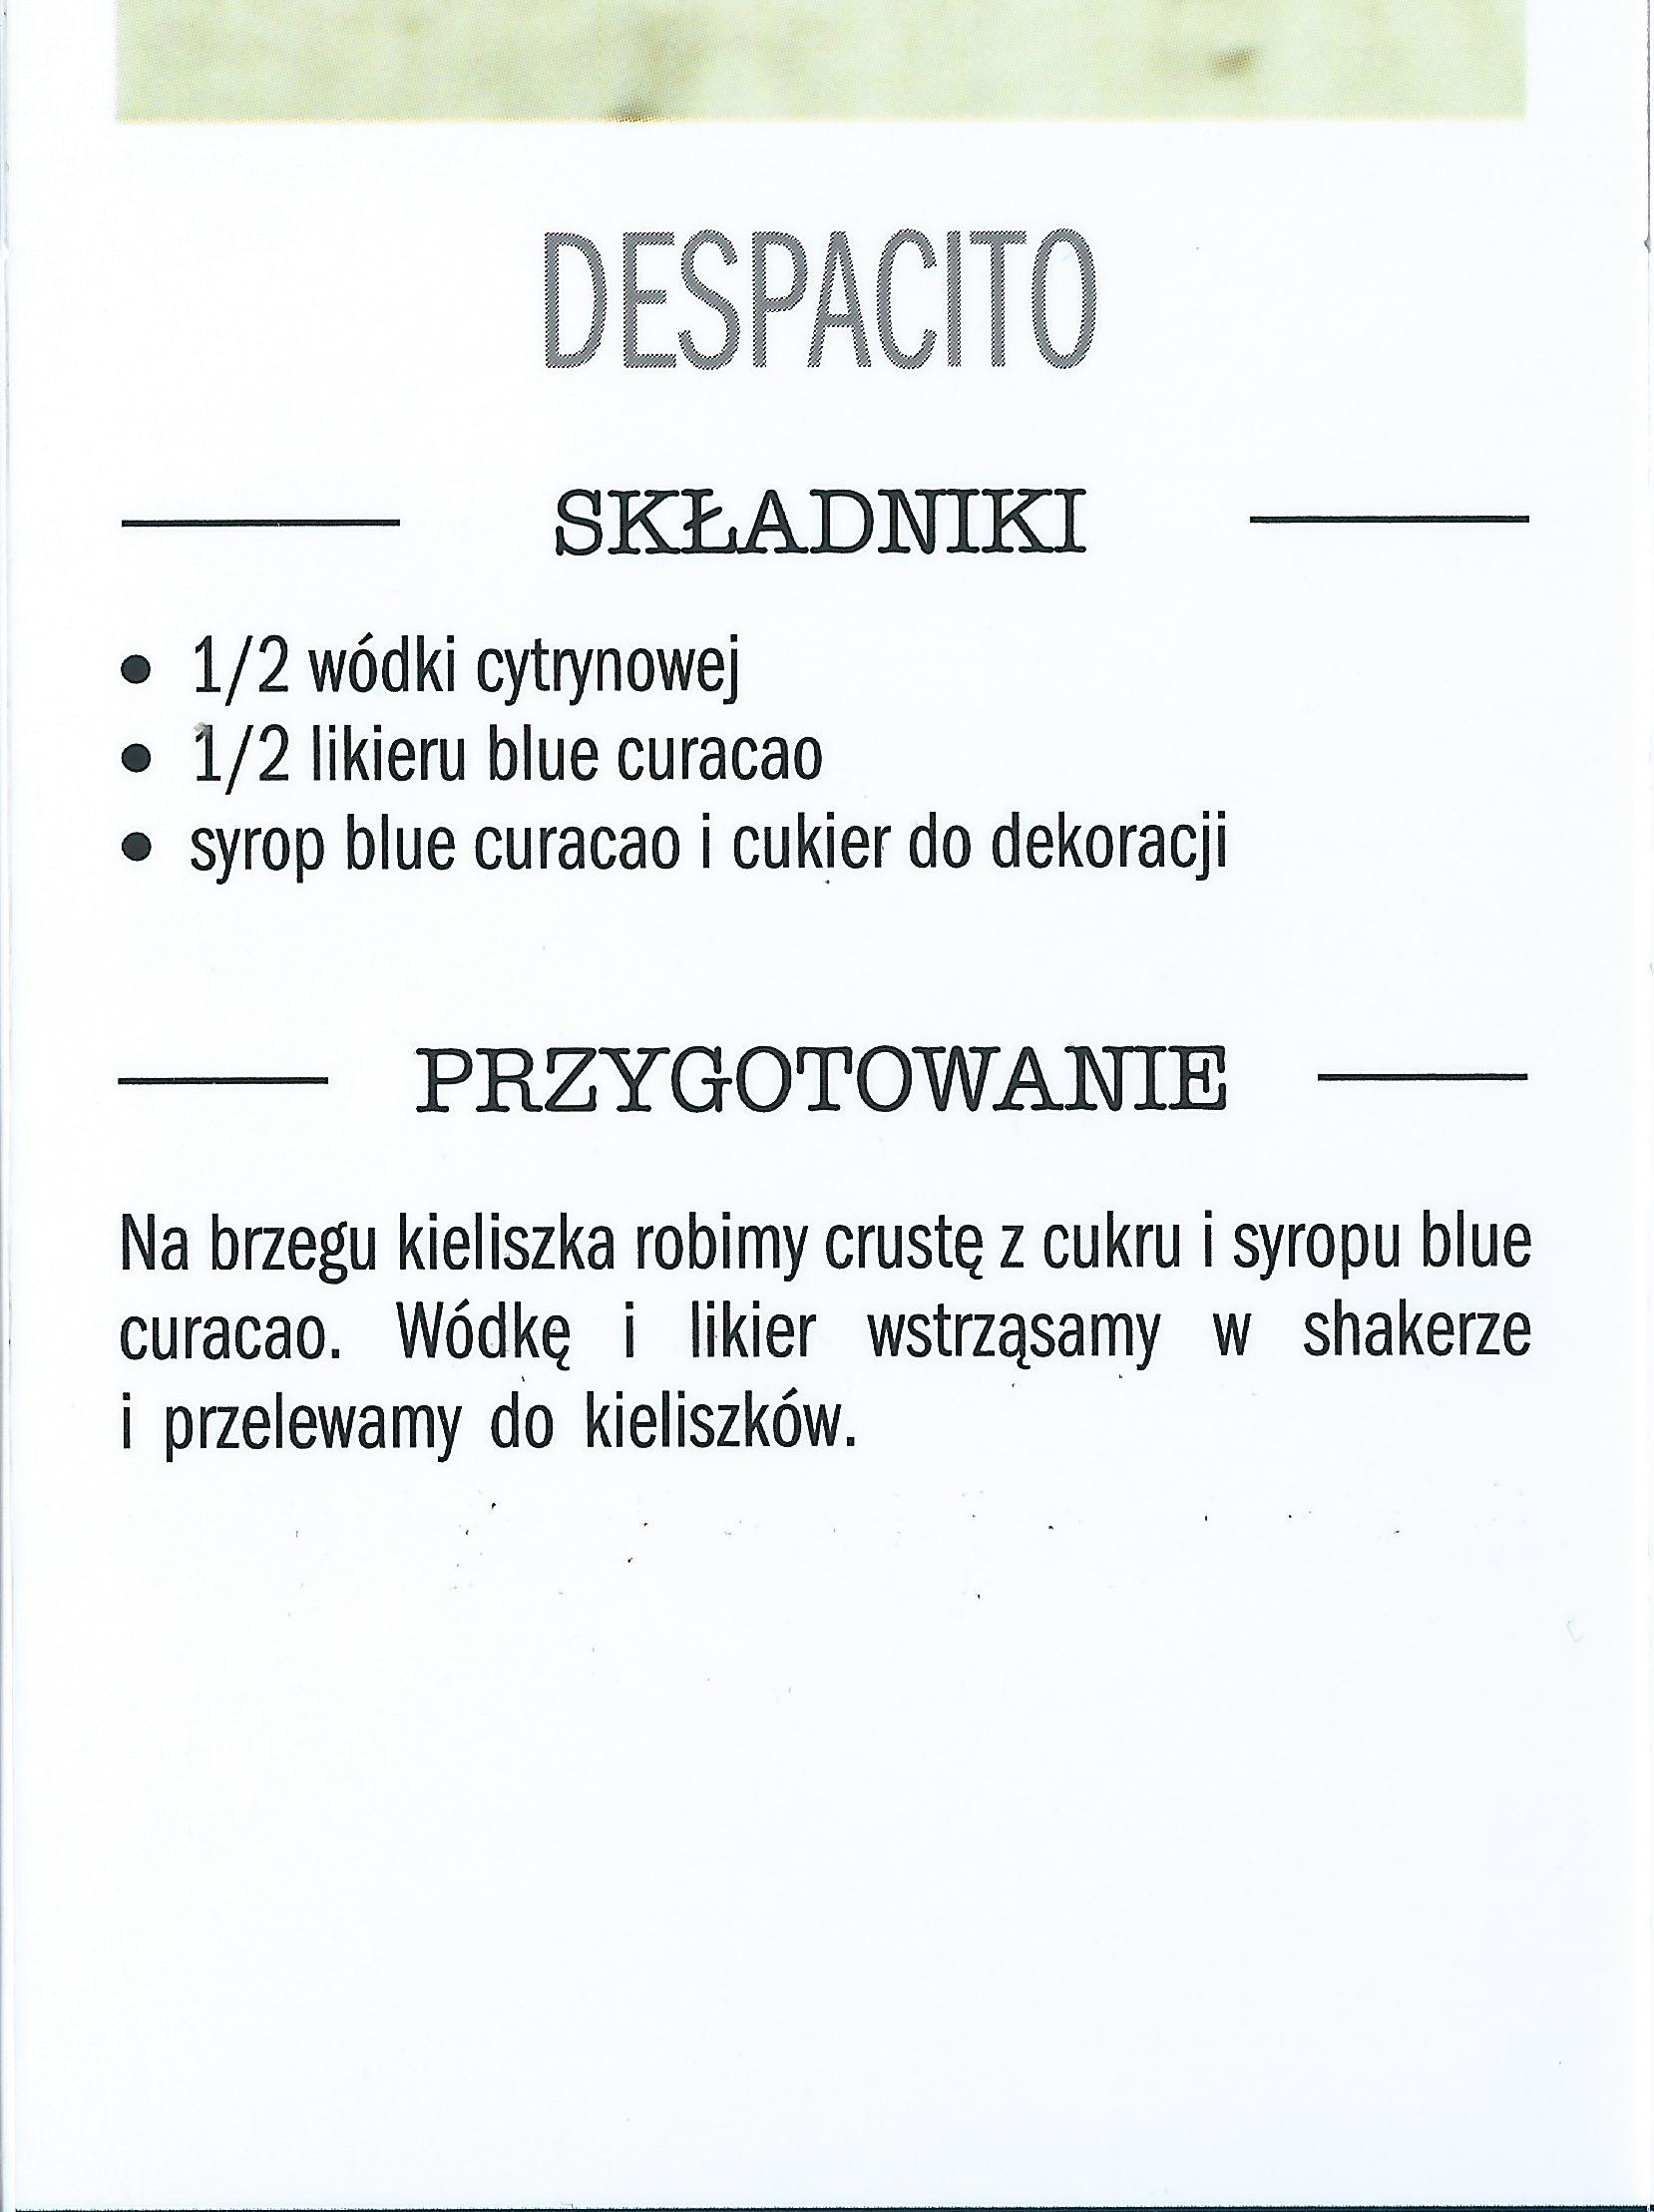 DESPACITO
SKŁADNIKI
• 1/2 wódki cytrynowej
• 1/2 likieru blue curacao
• syrop blue curacao i cukier do dekoracji
PRZYGOTOWANIE
Na brzegu kieliszka robimy crustę z cukru i syropu blue
curacao. Wódkę i likier wstrząsamy w shakerze
i przelewamy do kieliszków.